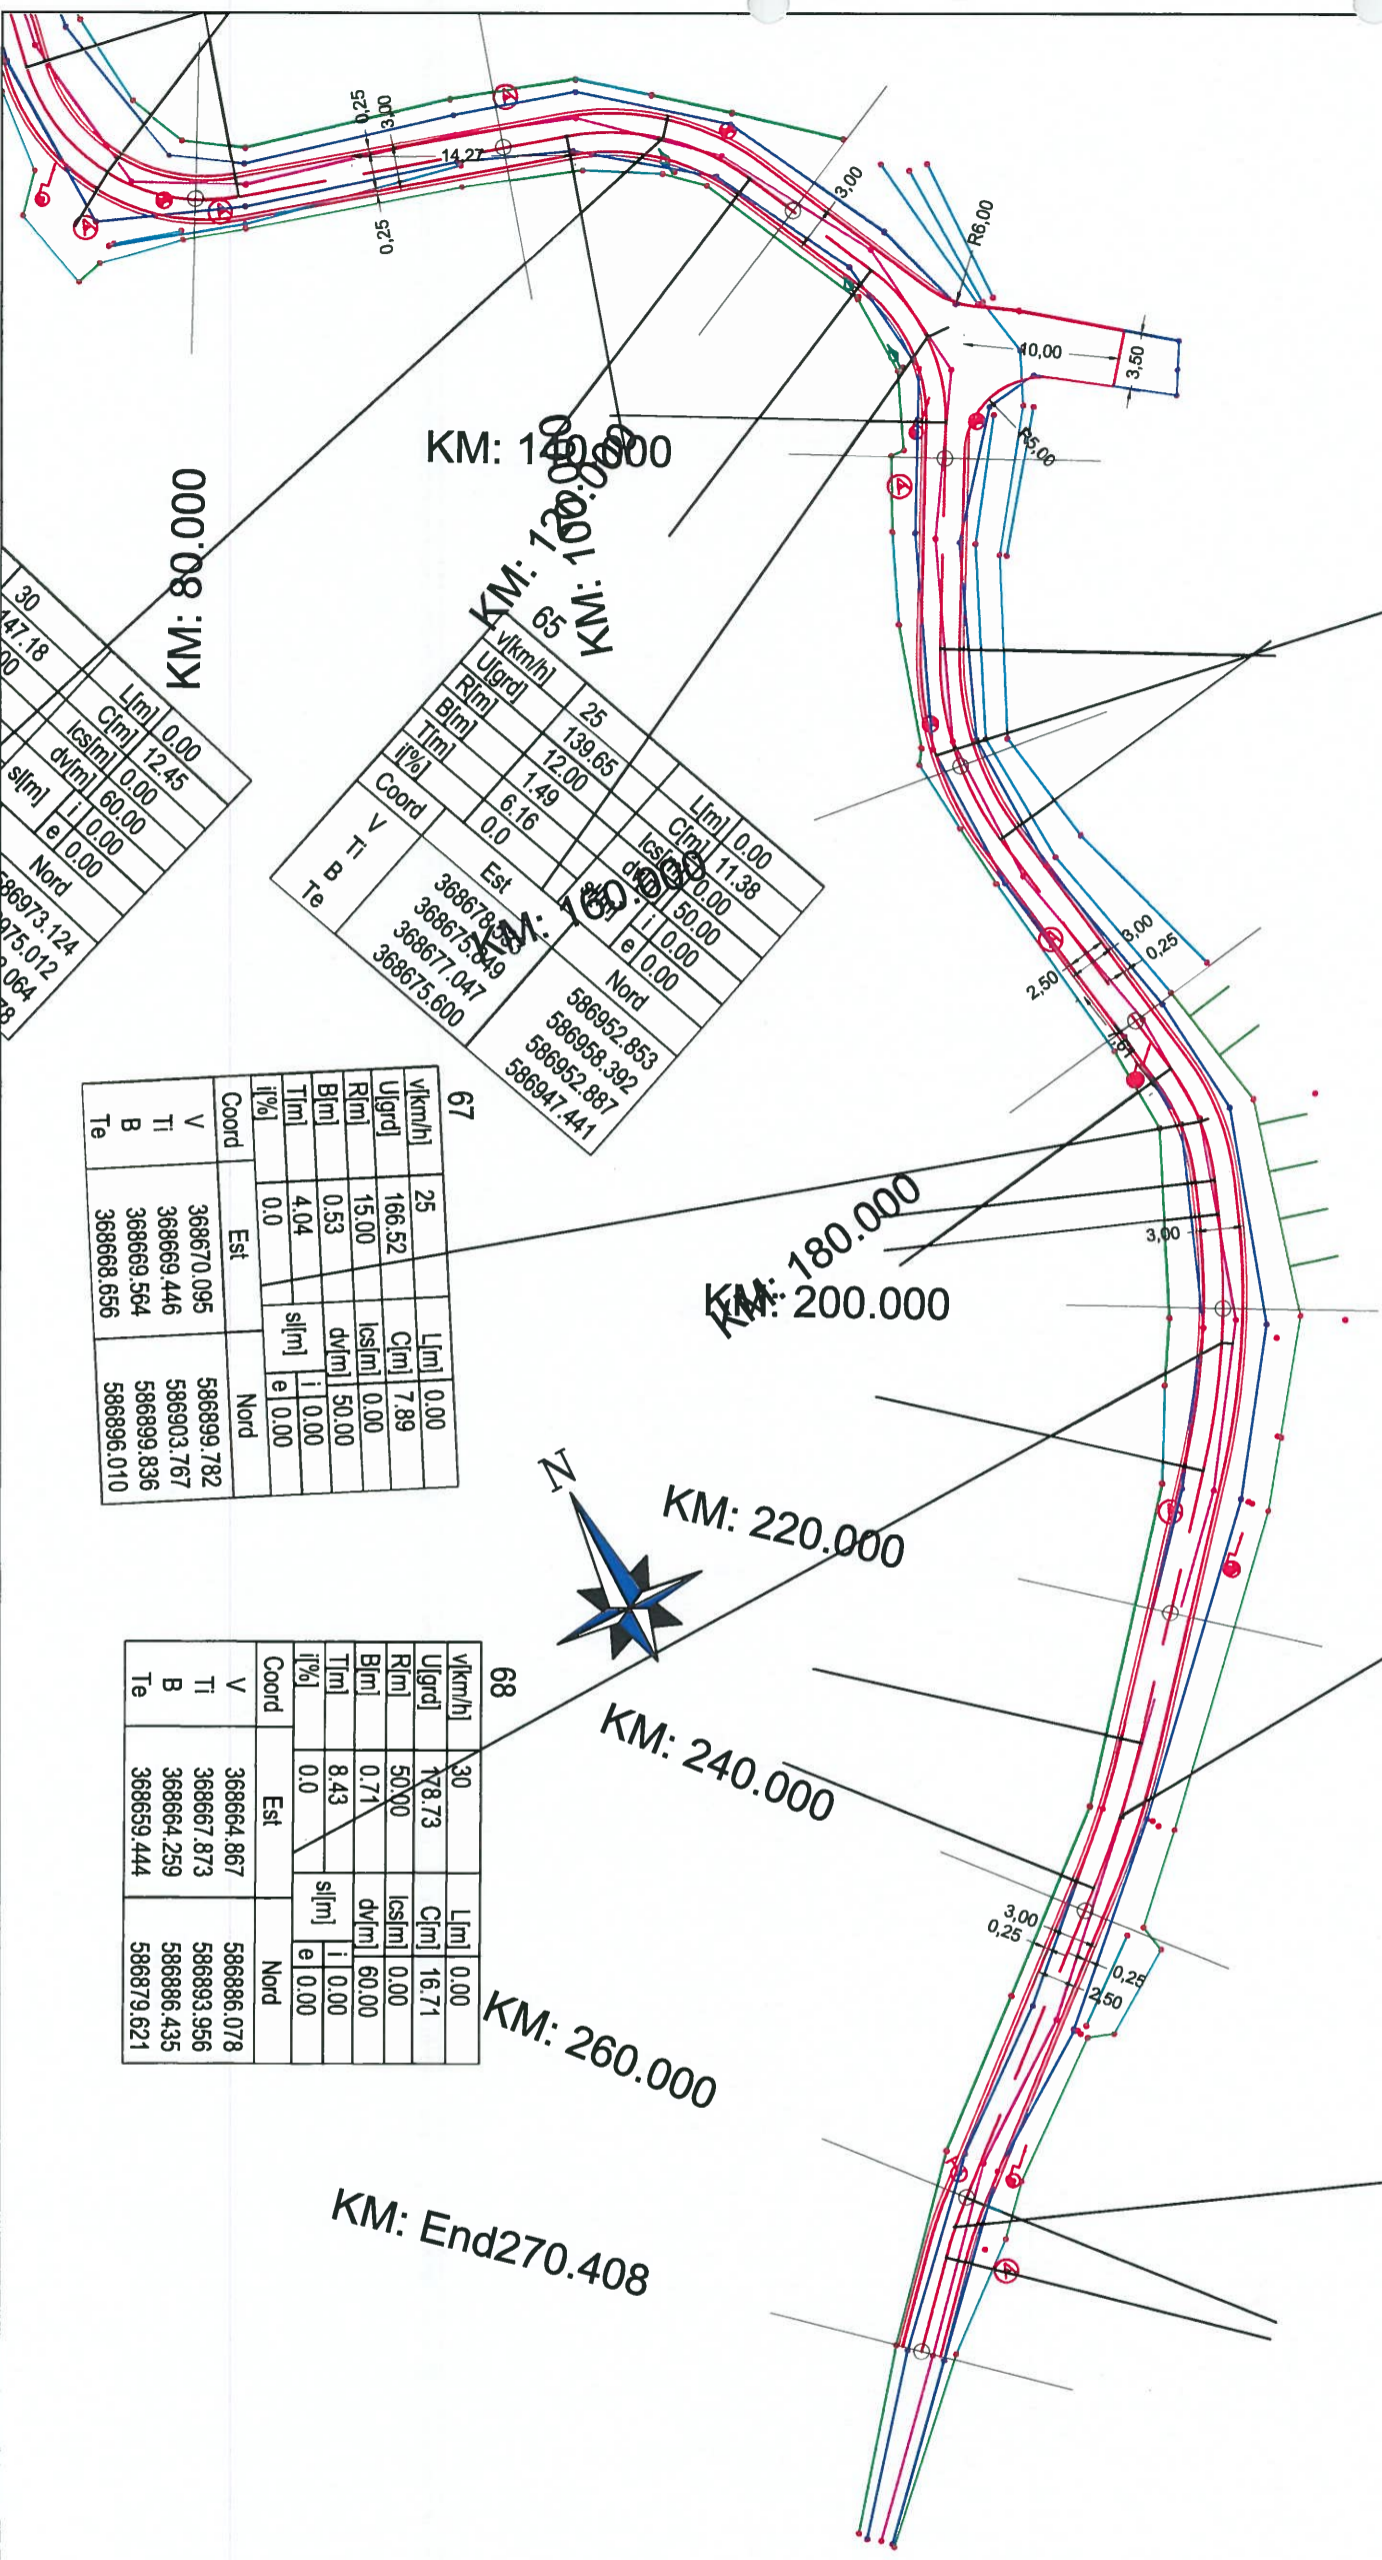 0,25
3,00
14,27
0,25
3,00
R6,00
10,00
3,50
R5,00
KM: 80.000
KM: 140.000
KM: 120.000
KM: 100.000
KM: 160.000
3,00
0,25
2,50
KM: 180.000
KM: 200.000
3,00
KM: 220.000
KM: 240.000
3,00
0,25
0,25
2,50
KM: 260.000
KM: End270.408
N
30
147.18
L[m] 0.00
C[m] 12.45
lcs[m] 0.00
dv[m] 60.00
sl[m] i 0.00
e 0.00
Nord
586973.124
65
v[km/h] 25 L[m] 0.00
U[grd] 139.65 C[m] 11.38
R[m] 12.00 lcs[m] 0.00
B[m] 1.49 dv[m] 50.00
T[m] 6.16 i 0.00
i[%] 0.0 e 0.00
Coord Est Nord
V 586952.853
Ti 368675.849 586958.392
B 368677.047 586952.887
Te 368675.600 586947.441
67
v[km/h] 25 L[m] 0.00
U[grd] 166.52 C[m] 7.89
R[m] 15.00 lcs[m] 0.00
B[m] 0.53 dv[m] 50.00
T[m] 4.04 sl[m] i 0.00
i[%] 0.0 e 0.00
Coord Est Nord
V 368670.095 586899.782
Ti 368669.446 586903.767
B 368669.564 586899.836
Te 368668.656 586896.010
68
v[km/h] 30 L[m] 0.00
U[grd] 178.73 C[m] 16.71
R[m] 50.00 lcs[m] 0.00
B[m] 0.71 dv[m] 60.00
T[m] 8.43 sl[m] i 0.00
i[%] 0.0 e 0.00
Coord Est Nord
V 368664.867 586886.078
Ti 368667.873 586893.956
B 368664.259 586886.435
Te 368659.444 586879.621